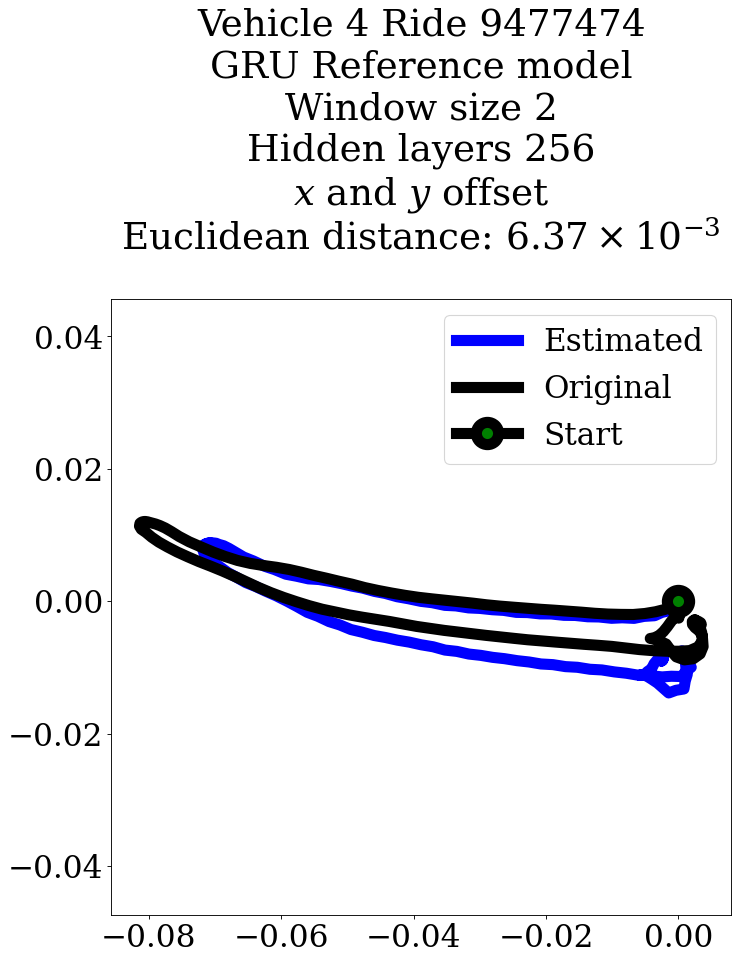 Vehicle 4 Ride 9477474
GRU Reference model
Window size 2
Hidden layers 256
x and y offset
Euclidean distance: 6.37 × 10⁻³
Estimated
Original
Start
0.04
0.02
0.00
−0.02
−0.04
−0.08 −0.06 −0.04 −0.02 0.00